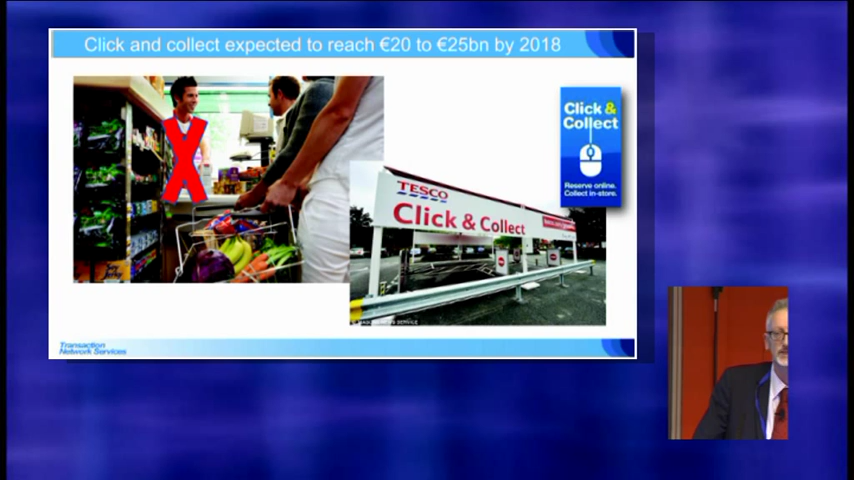 Click and collect expected to reach €20 to €25bn by 2018
Click &
Collect
Reserve online.
Collect in-store.
TESCO
Click & Collect
Transaction
Network Services